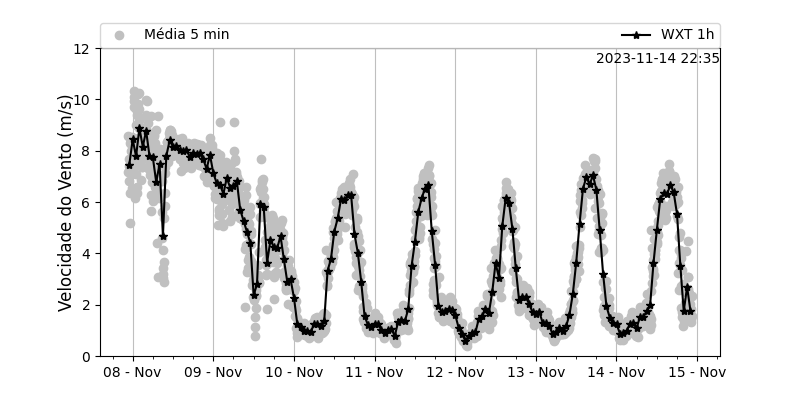 Média 5 min
WXT 1h
2023-11-14 22:35
Velocidade do Vento (m/s)
12
10
8
6
4
2
0
08 - Nov 09 - Nov 10 - Nov 11 - Nov 12 - Nov 13 - Nov 14 - Nov 15 - Nov